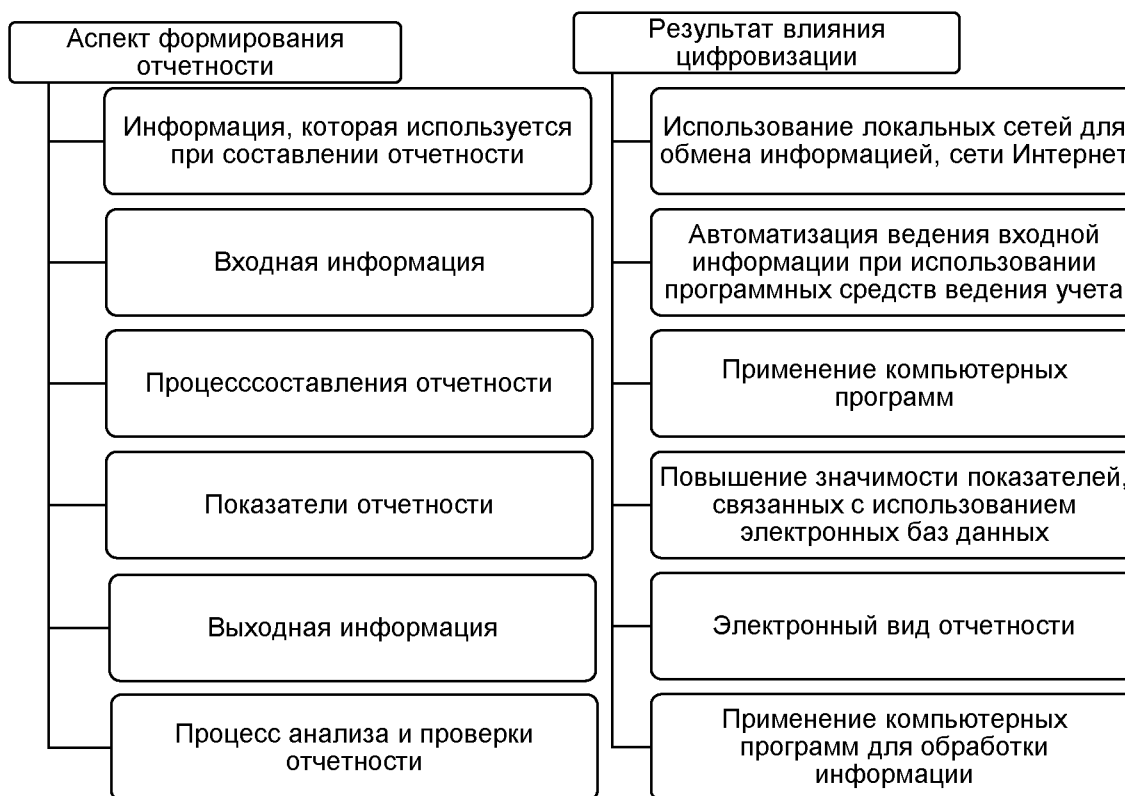 Аспект формирования
отчетности
Информация, которая используется
при составлении отчетности
Входная информация
Процесссоставления отчетности
Показатели отчетности
Выходная информация
Процесс анализа и проверки
отчетности
Результат влияния
цифровизации
Использование локальных сетей для
обмена информацией, сети Интернет
Автоматизация ведения входной
информации при использовании
программных средств ведения учета
Применение компьютерных
программ
Повышение значимости показателей,
связанных с использованием
электронных баз данных
Электронный вид отчетности
Применение компьютерных
программ для обработки
информации